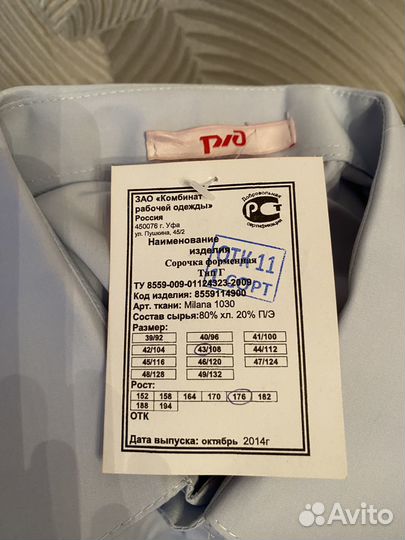 РЖД
ЗАО «Комбинат
рабочей одежды»
Россия
450076 г. Уфа
ул. Пушкина, 45/2
Добровольная
РСТ
сертификация
Наименование
изделия
Сорочка форменная
Тип Г
ОТК 11
СОРТ
ТУ 8559-009-01124323-2009
Код изделия: 8559114900
Арт. ткани: Milana 1030
Состав сырья:80% хл. 20% П/Э
Размер:
39/92 40/96 41/100
42/104 43/108 44/112
45/116 46/120 47/124
48/128 49/132
Рост:
152 158 164 170 176 182
188 194
ОТК
Дата выпуска: октябрь 2014г
Avito